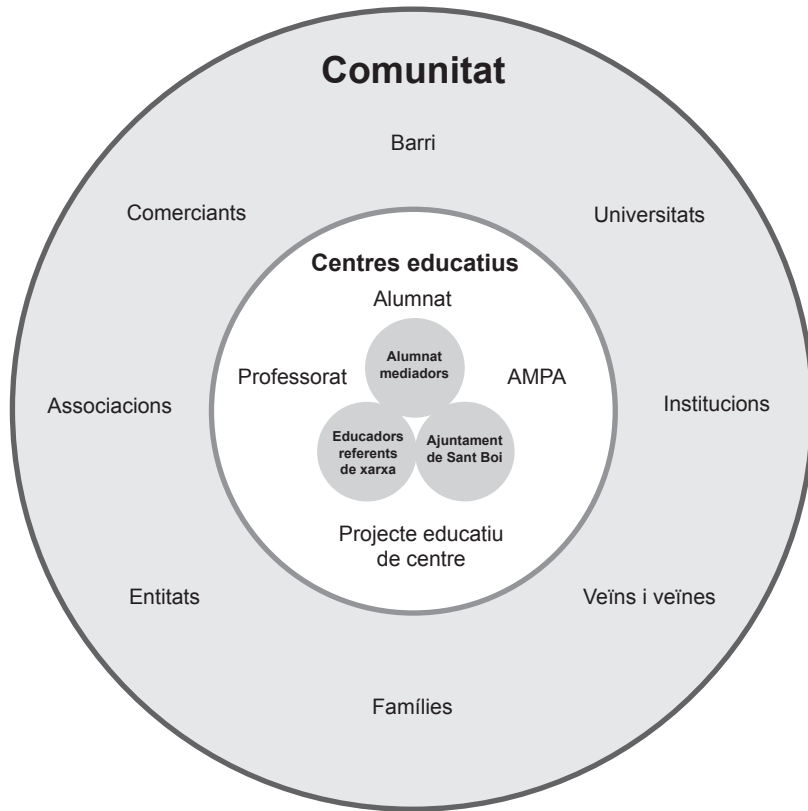 Comunitat
Barri
Comerciants
Universitats
Centres educatius
Alumnat
Alumnat
mediadors
Professorat
AMPA
Associacions
Institucions
Educadors
referents
de xarxa
Ajuntament
de Sant Boi
Projecte educatiu
de centre
Entitats
Veïns i veïnes
Famílies